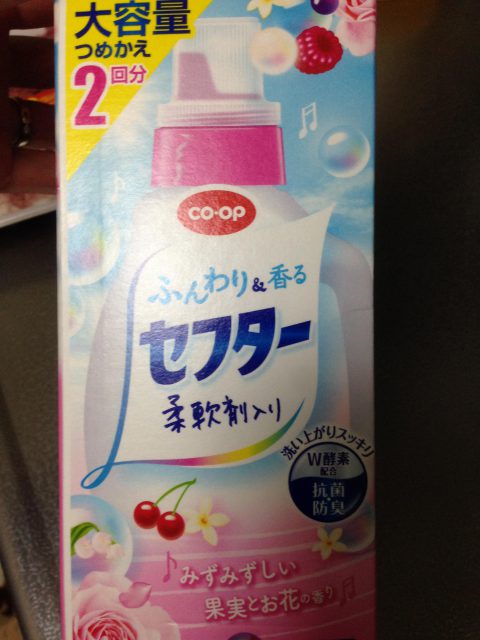 大容量
つめかえ
2回分
CO·OP
ふんわり&香る
セフター
柔軟剤入り
洗い上がりスッキリ
W酵素
配合
抗菌
防臭
みずみずしい
果実とお花の香り